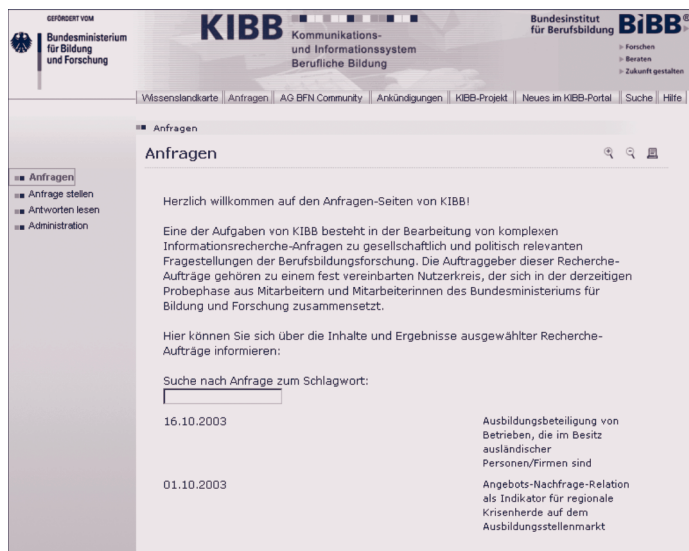 GEFÖRDERT VOM
Bundesministerium
für Bildung
und Forschung
KIBB
Kommunikations-
und Informationssystem
Berufliche Bildung
Bundesinstitut
für Berufsbildung
BiBB®
Forschen
Beraten
Zukunft gestalten
Wissenslandkarte Anfragen AG BFN Community Ankündigungen KIBB-Projekt Neues im KIBB-Portal Suche Hilfe
Anfragen
Anfragen
Anfragen
Anfrage stellen
Antworten lesen
Administration
Herzlich willkommen auf den Anfragen-Seiten von KIBB!
Eine der Aufgaben von KIBB besteht in der Bearbeitung von komplexen
Informationsrecherche-Anfragen zu gesellschaftlich und politisch relevanten
Fragestellungen der Berufsbildungsforschung. Die Auftraggeber dieser Recherche-
Aufträge gehören zu einem fest vereinbarten Nutzerkreis, der sich in der derzeitigen
Probephase aus Mitarbeitern und Mitarbeiterinnen des Bundesministeriums für
Bildung und Forschung zusammensetzt.
Hier können Sie sich über die Inhalte und Ergebnisse ausgewählter Recherche-
Aufträge informieren:
Suche nach Anfrage zum Schlagwort:
16.10.2003
Ausbildungsbeteiligung von
Betrieben, die im Besitz
ausländischer
Personen/Firmen sind
01.10.2003
Angebots-Nachfrage-Relation
als Indikator für regionale
Krisenherde auf dem
Ausbildungsstellenmarkt